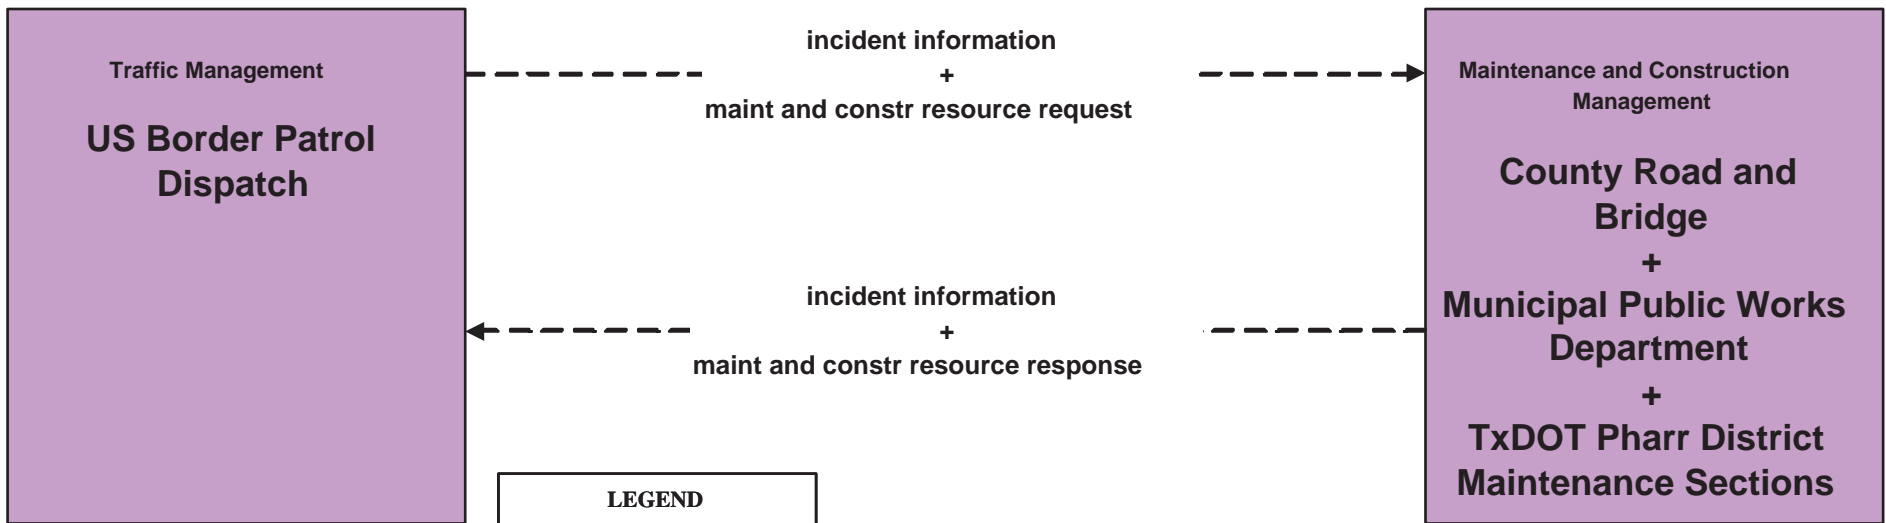 Traffic Management
US Border Patrol
Dispatch
incident information
+
maint and constr resource request
incident information
+
maint and constr resource response
LEGEND
Maintenance and Construction
Management
County Road and
Bridge
+
Municipal Public Works
Department
+
TxDOT Pharr District
Maintenance Sections